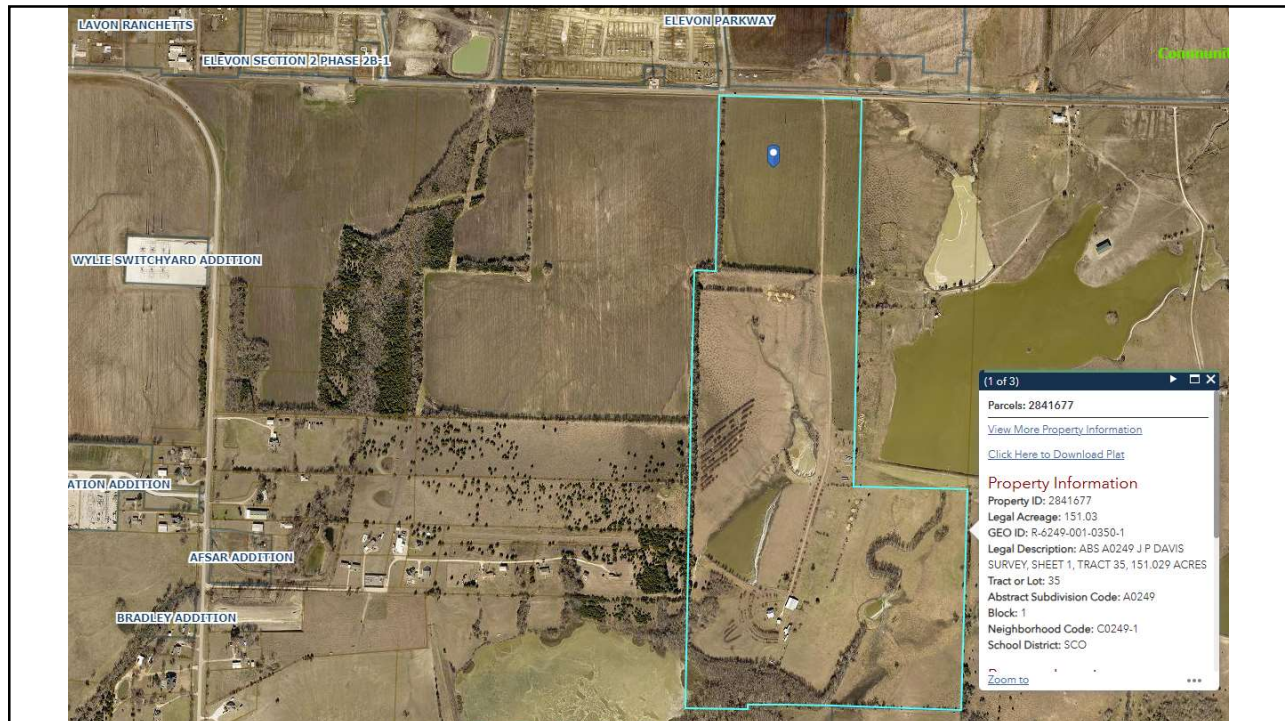 LAVON RANCHETTS
ELEVON PARKWAY
ELEVON SECTION 2 PHASE 2B-1
Communi
WYLIE SWITCHYARD ADDITION
ATION ADDITION
AFSAR ADDITION
BRADLEY ADDITION
(1 of 3)
Parcels: 2841677
View More Property Information
Click Here to Download Plat
Property Information
Property ID: 2841677
Legal Acreage: 151.03
GEO ID: R-6249-001-0350-1
Legal Description: ABS A0249 J P DAVIS
SURVEY, SHEET 1, TRACT 35, 151.029 ACRES
Tract or Lot: 35
Abstract Subdivision Code: A0249
Block: 1
Neighborhood Code: C0249-1
School District: SCO
Zoom to